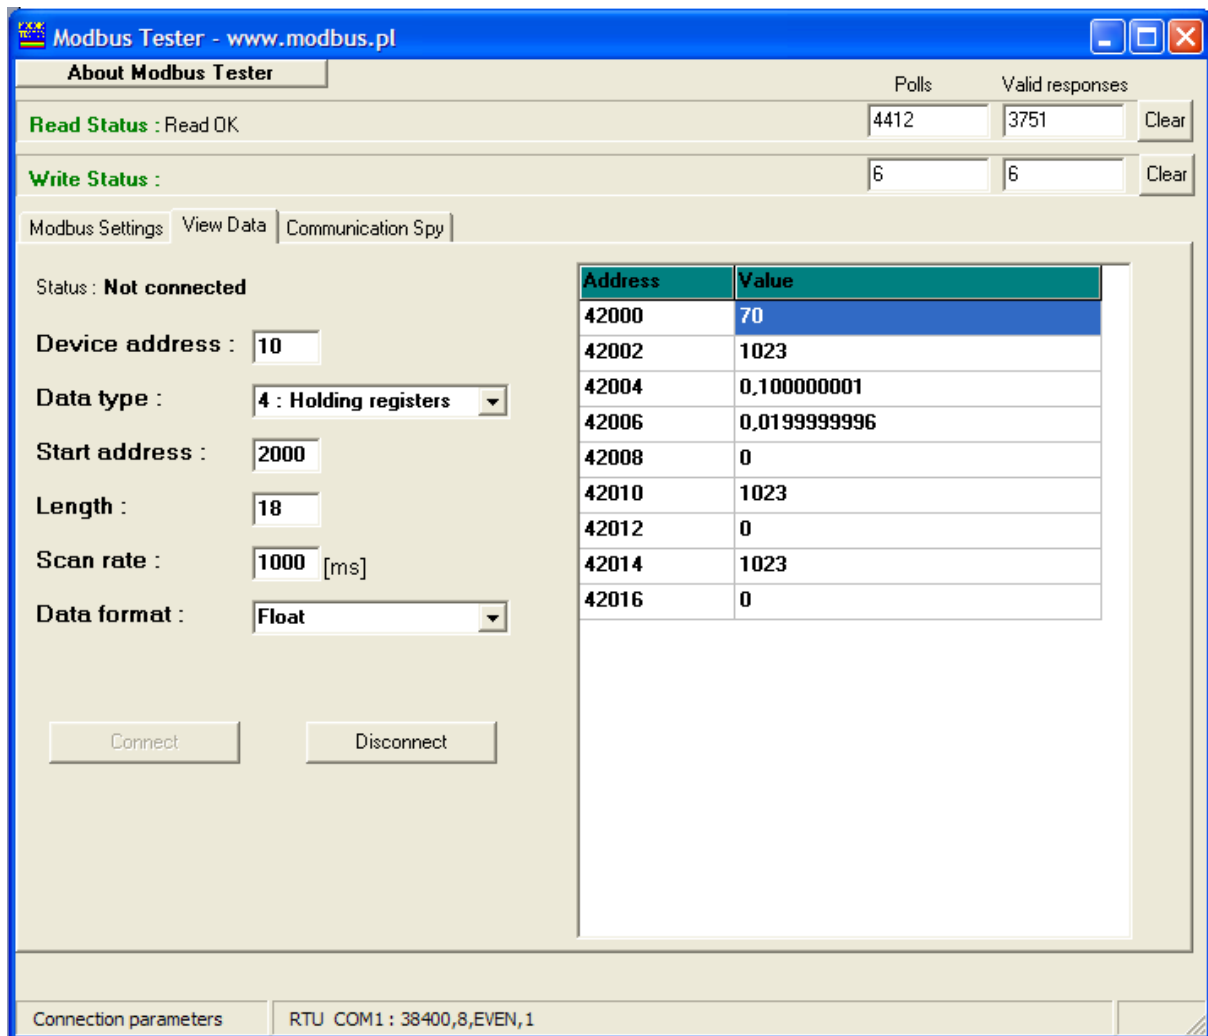 Modbus Tester - www.modbus.pl
About Modbus Tester
Polls Valid responses
Read Status : Read OK 4412 3751 Clear
Write Status : 6 6 Clear
Modbus Settings View Data Communication Spy
Status : Not connected
Device address : 10
Data type : 4 : Holding registers
Start address : 2000
Length : 18
Scan rate : 1000 [ms]
Data format : Float
Connect Disconnect
Address Value
42000 70
42002 1023
42004 0,100000001
42006 0,0199999996
42008 0
42010 1023
42012 0
42014 1023
42016 0
Connection parameters RTU COM1 : 38400,8,EVEN,1